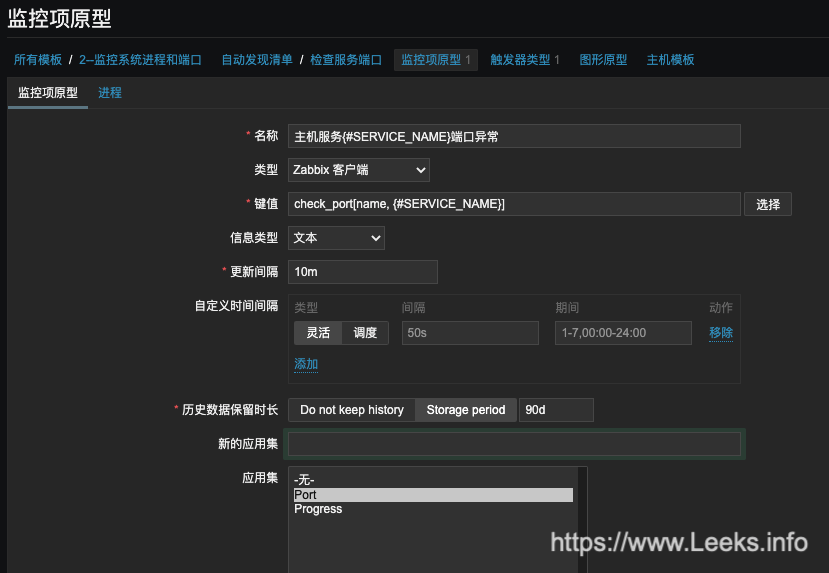 监控项原型
所有模板 / 2--监控系统进程和端口 自动发现清单 / 检查服务端口 监控项原型 1 触发器类型 1 图形原型 主机模板
监控项原型 进程
* 名称 主机服务{#SERVICE_NAME}端口异常
类型 Zabbix 客户端
* 键值 check_port[name, {#SERVICE_NAME}] 选择
信息类型 文本
* 更新间隔 10m
自定义时间间隔 类型 间隔 期间 动作
灵活 调度 50s 1-7,00:00-24:00 移除
添加
* 历史数据保留时长 Do not keep history Storage period 90d
新的应用集
应用集 -无-
Port
Progress
https://www.Leeks.info